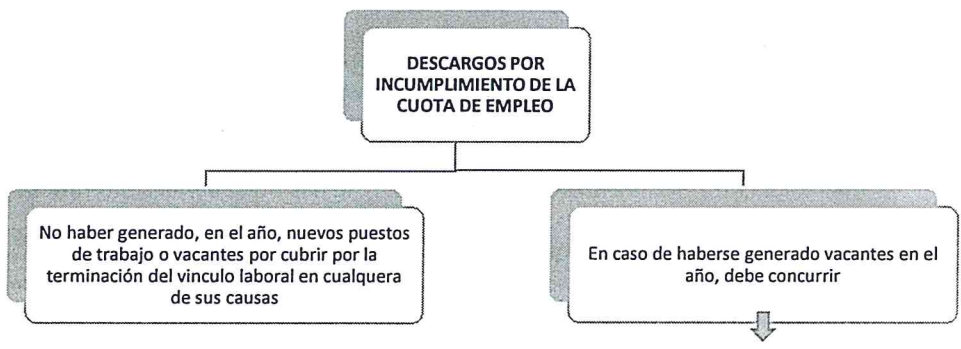 DESCARGOS POR
INCUMPLIMIENTO DE LA
CUOTA DE EMPLEO
No haber generado, en el año, nuevos puestos
de trabajo o vacantes por cubrir por la
terminación del vinculo laboral en cualquera
de sus causas
En caso de haberse generado vacantes en el
año, debe concurrir